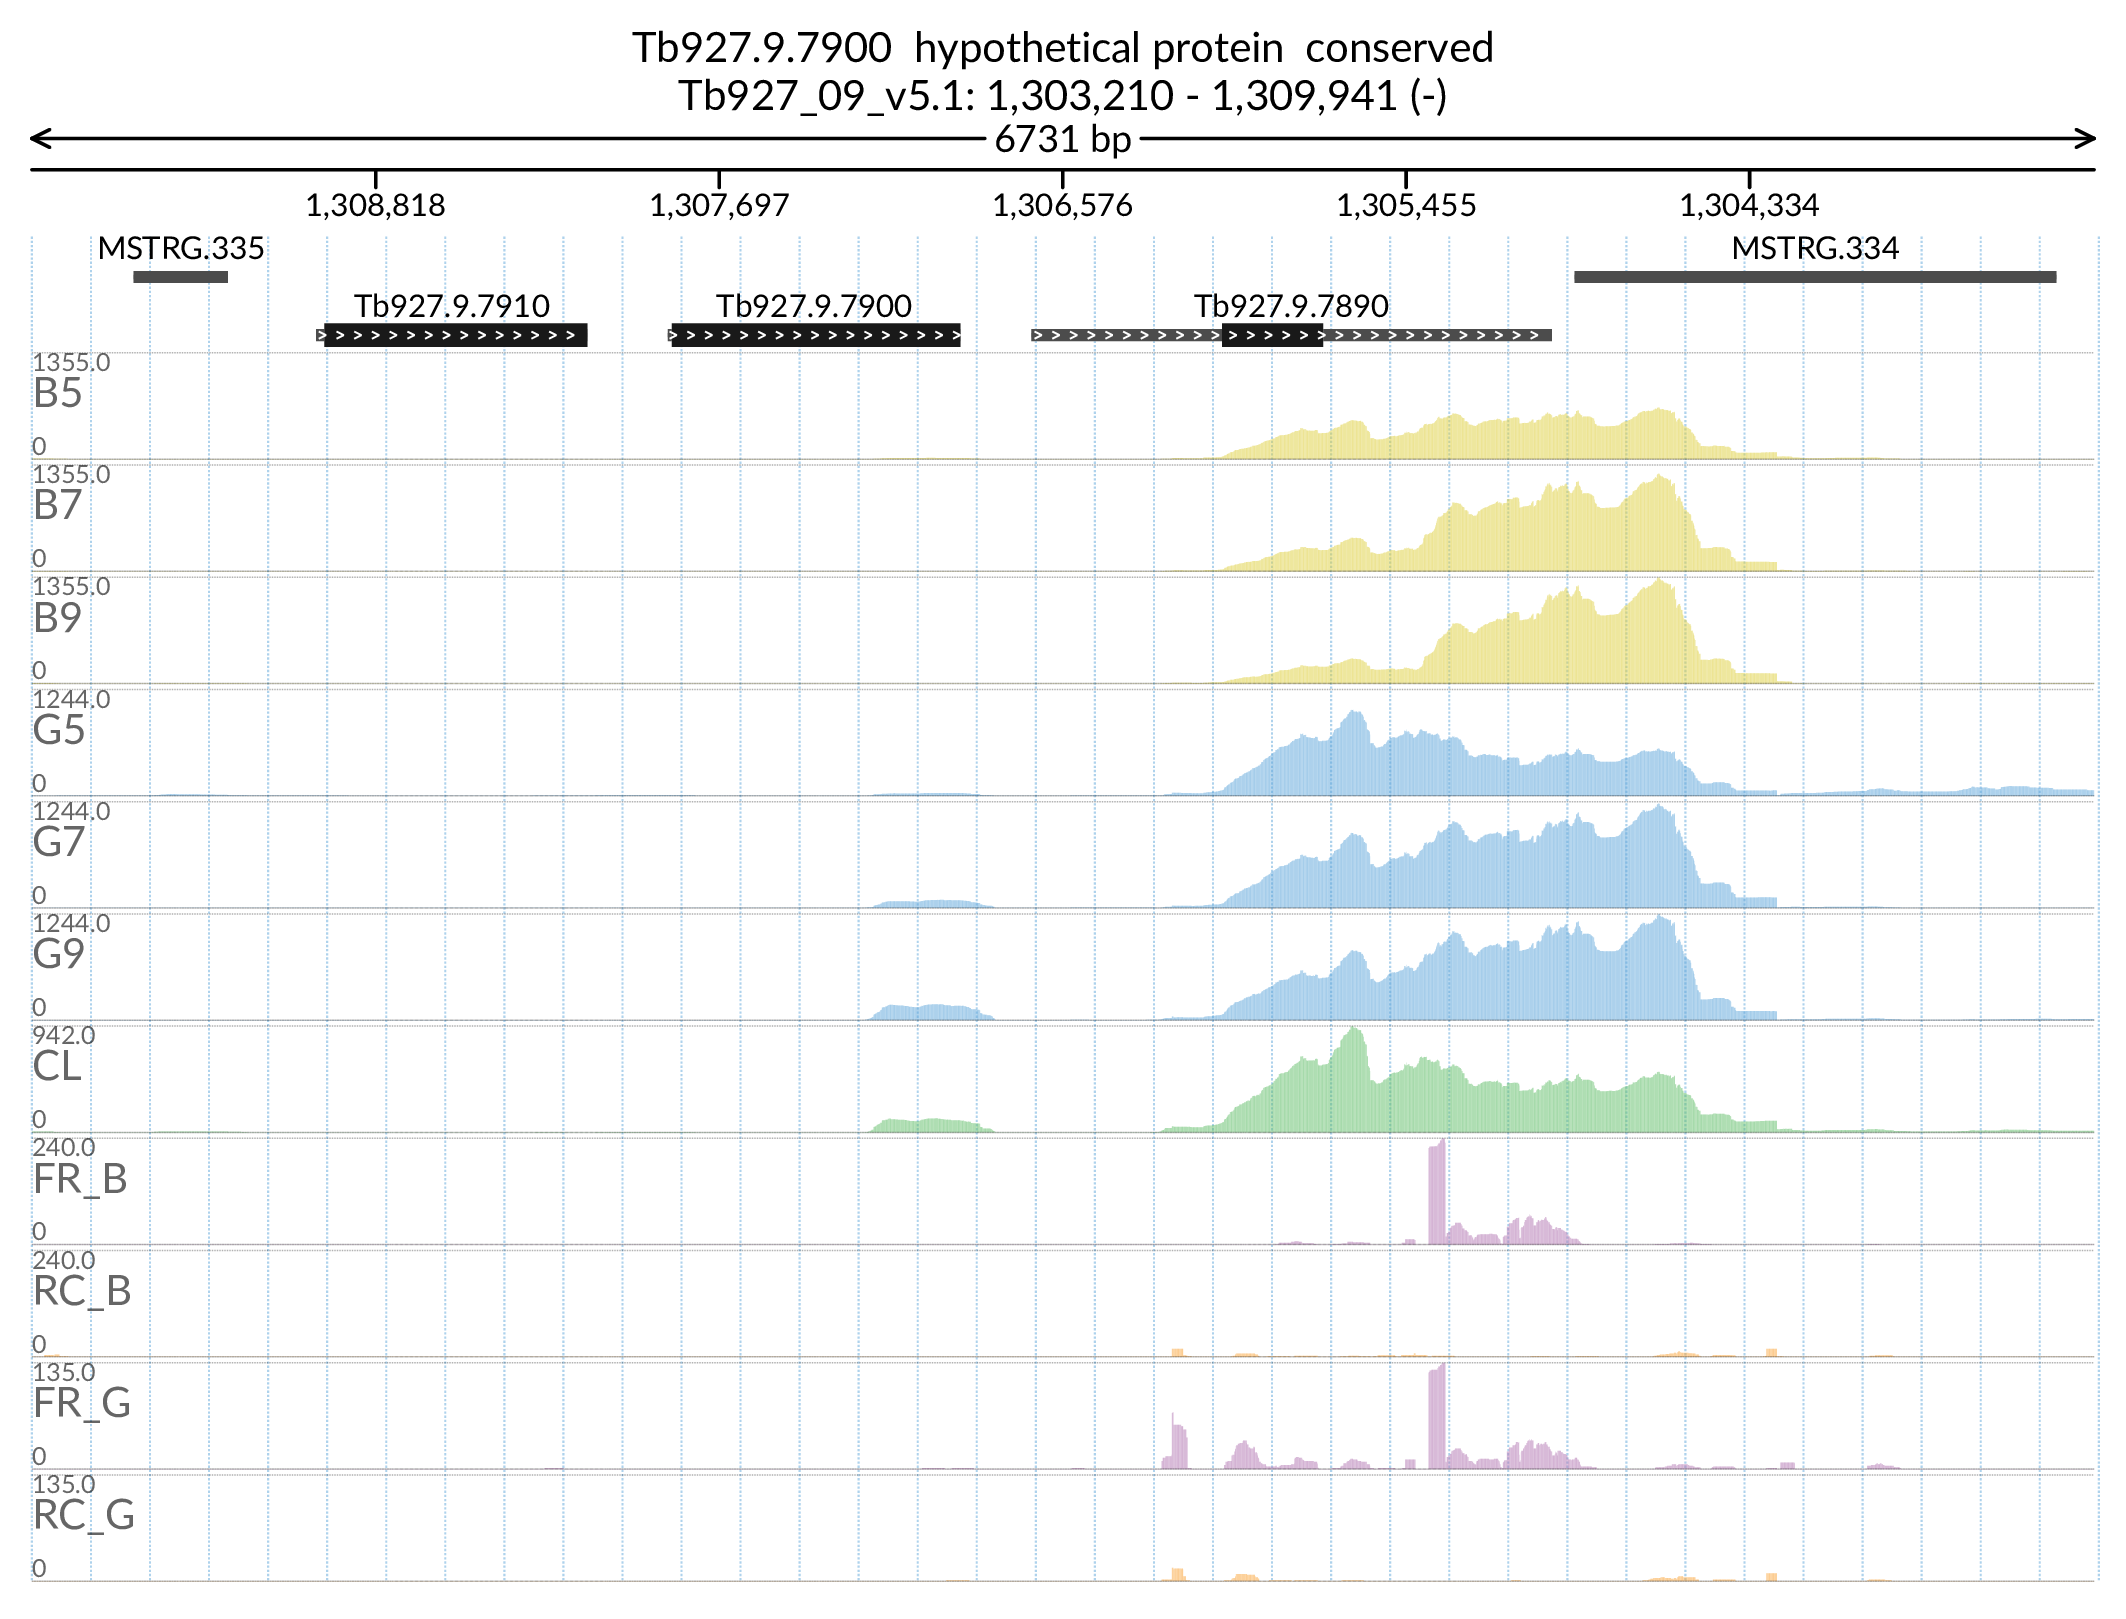 Tb927.9.7900  hypothetical protein  conserved
Tb927_09_v5.1: 1,303,210 - 1,309,941 (-)
6731 bp
1,308,818 1,307,697 1,306,576 1,305,455 1,304,334
MSTRG.335 MSTRG.334
Tb927.9.7910 Tb927.9.7900 Tb927.9.7890
1355.0
B5
0
1355.0
B7
0
1355.0
B9
0
1244.0
G5
0
1244.0
G7
0
1244.0
G9
0
942.0
CL
0
240.0
FR_B
0
240.0
RC_B
0
135.0
FR_G
0
135.0
RC_G
0